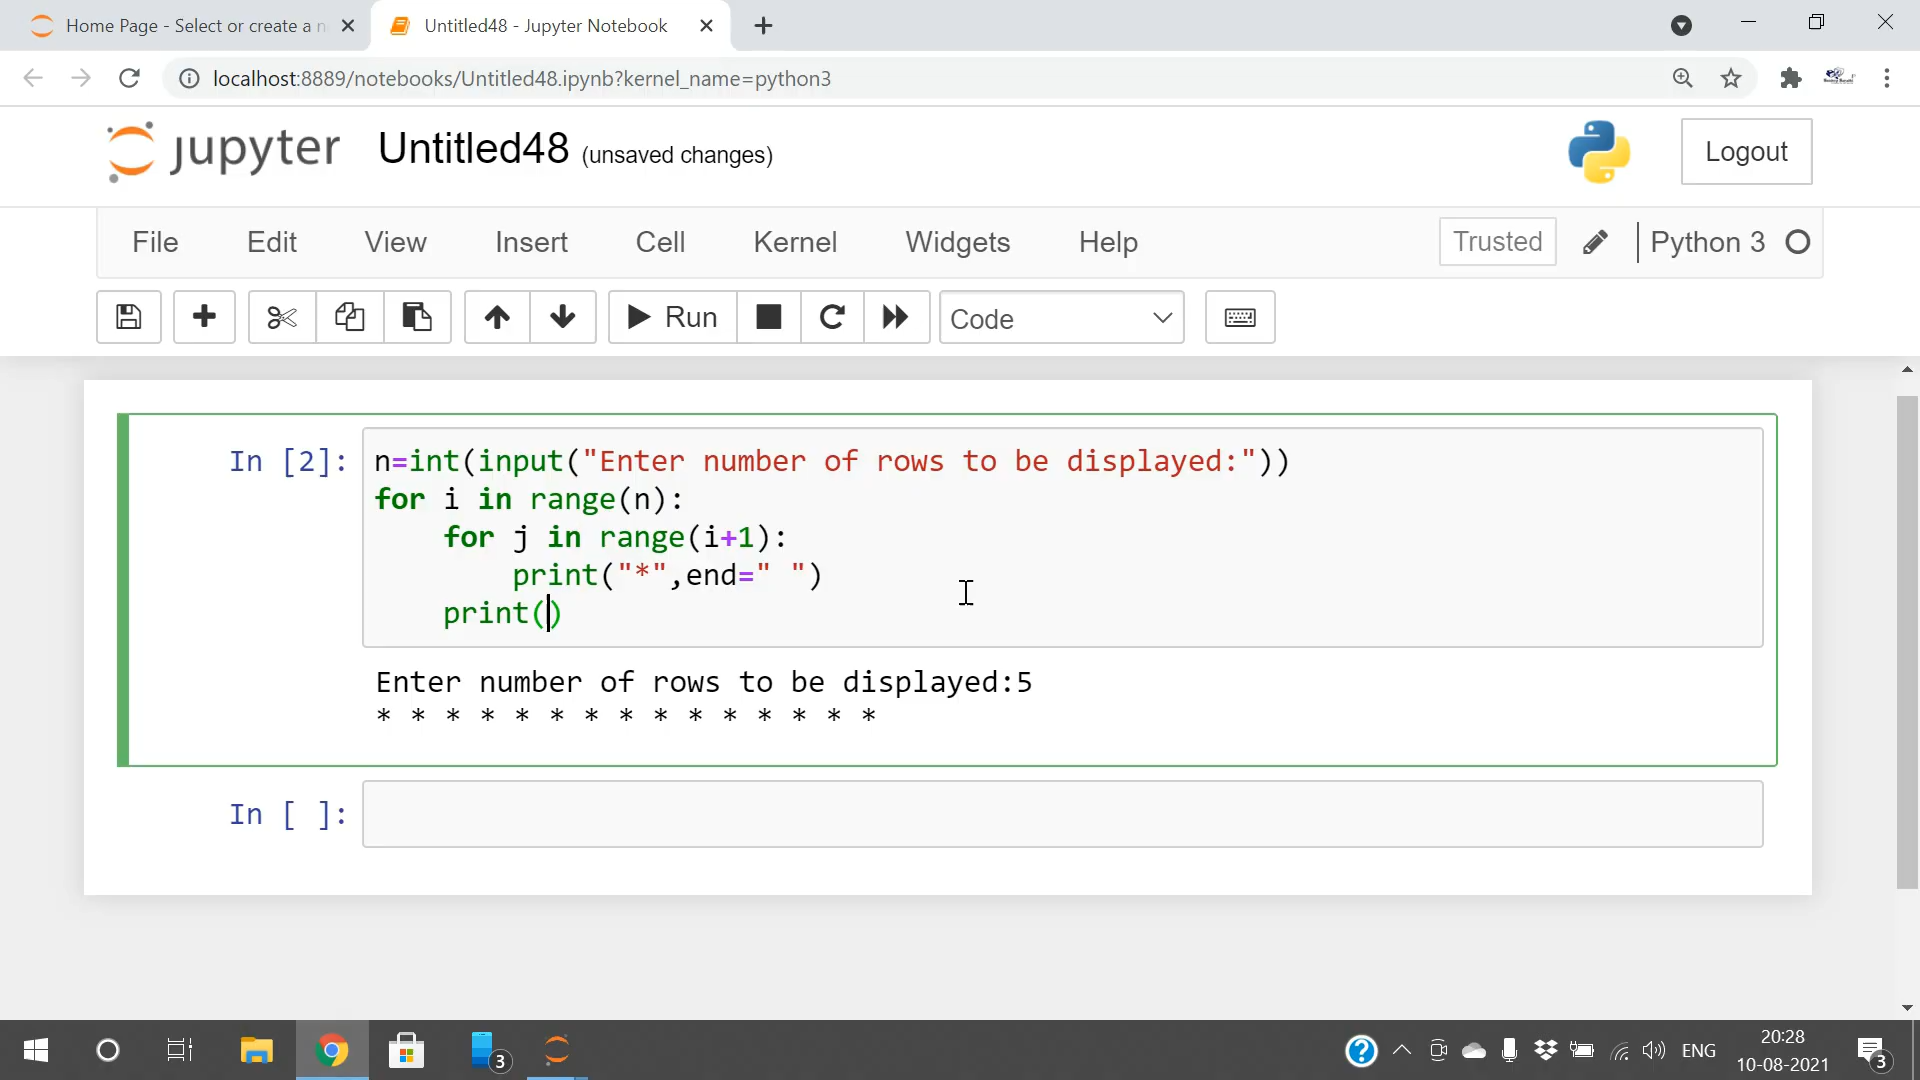 Home Page - Select or create a n
Untitled48 - Jupyter Notebook
localhost:8889/notebooks/Untitled48.ipynb?kernel_name=python3
jupyter
Untitled48 (unsaved changes)
Logout
File Edit View Insert Cell Kernel Widgets Help
Trusted
Python 3
Run
Code
In [2]:
n=int(input("Enter number of rows to be displayed:"))
for i in range(n):
    for j in range(i+1):
        print("*",end=" ")
    print()
Enter number of rows to be displayed:5
* * * * * * * * * * * * * * *
In [ ]:
3
ENG
20:28
10-08-2021
3